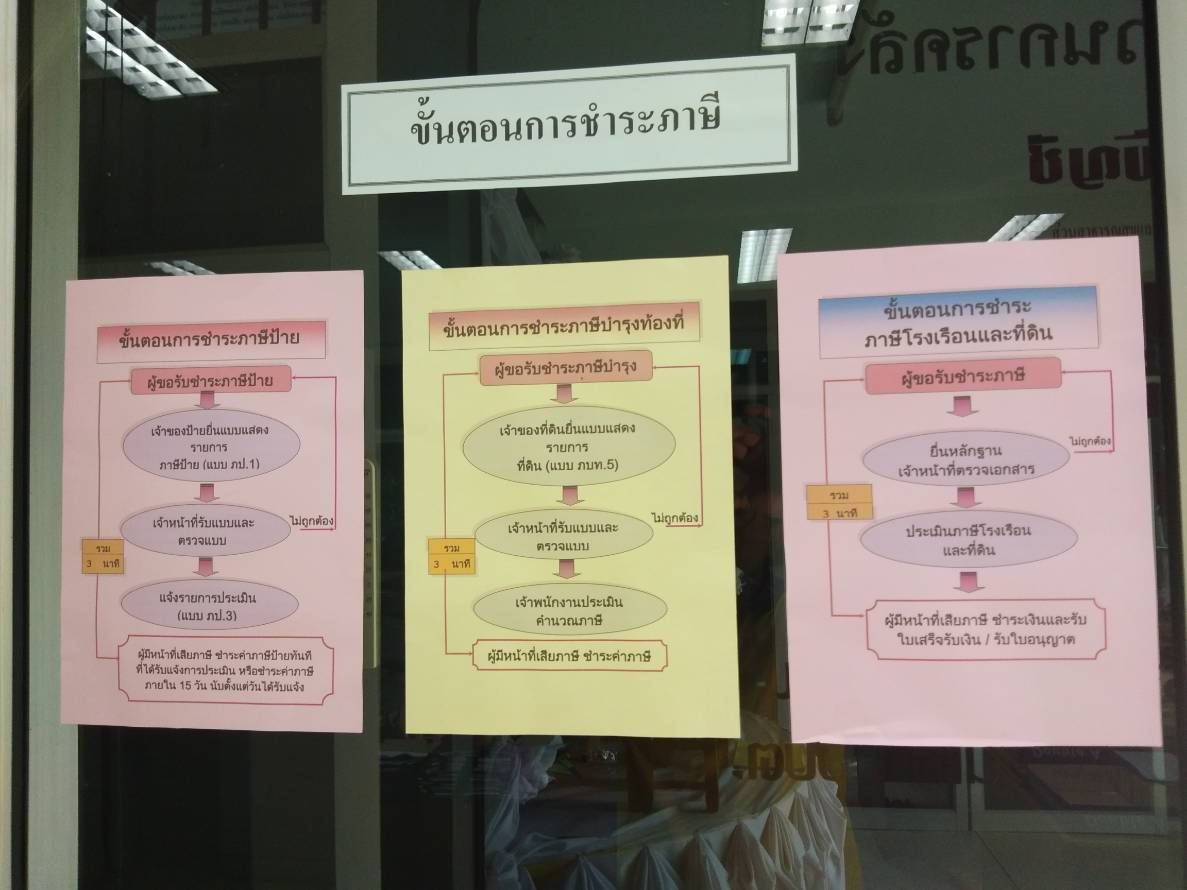 ขั้นตอนการชำระภาษี
ขั้นตอนการชำระภาษีป้าย
ผู้ขอรับชำระภาษีป้าย
เจ้าของป้ายยื่นแบบแสดง
รายการ
ภาษีป้าย (แบบ ภป.1)
เจ้าหน้าที่รับแบบและ
ตรวจแบบ
ไม่ถูกต้อง
รวม
3 นาที
แจ้งรายการประเมิน
(แบบ ภป.3)
ผู้มีหน้าที่เสียภาษี ชำระค่าภาษีป้ายทันที
ที่ได้รับแจ้งการประเมิน หรือชำระค่าภาษี
ภายใน 15 วัน นับตั้งแต่วันได้รับแจ้ง
ขั้นตอนการชำระภาษีบำรุงท้องที่
ผู้ขอรับชำระภาษีบำรุง
เจ้าของที่ดินยื่นแบบแสดง
รายการ
ที่ดิน (แบบ ภบท.5)
เจ้าหน้าที่รับแบบและ
ตรวจแบบ
ไม่ถูกต้อง
รวม
3 นาที
เจ้าพนักงานประเมิน
คำนวณภาษี
ผู้มีหน้าที่เสียภาษี ชำระค่าภาษี
ขั้นตอนการชำระ
ภาษีโรงเรือนและที่ดิน
ผู้ขอรับชำระภาษี
ยื่นหลักฐาน
เจ้าหน้าที่ตรวจเอกสาร
ไม่ถูกต้อง
รวม
3 นาที
ประเมินภาษีโรงเรือน
และที่ดิน
ผู้มีหน้าที่เสียภาษี ชำระเงินและรับ
ใบเสร็จรับเงิน / รับใบอนุญาต